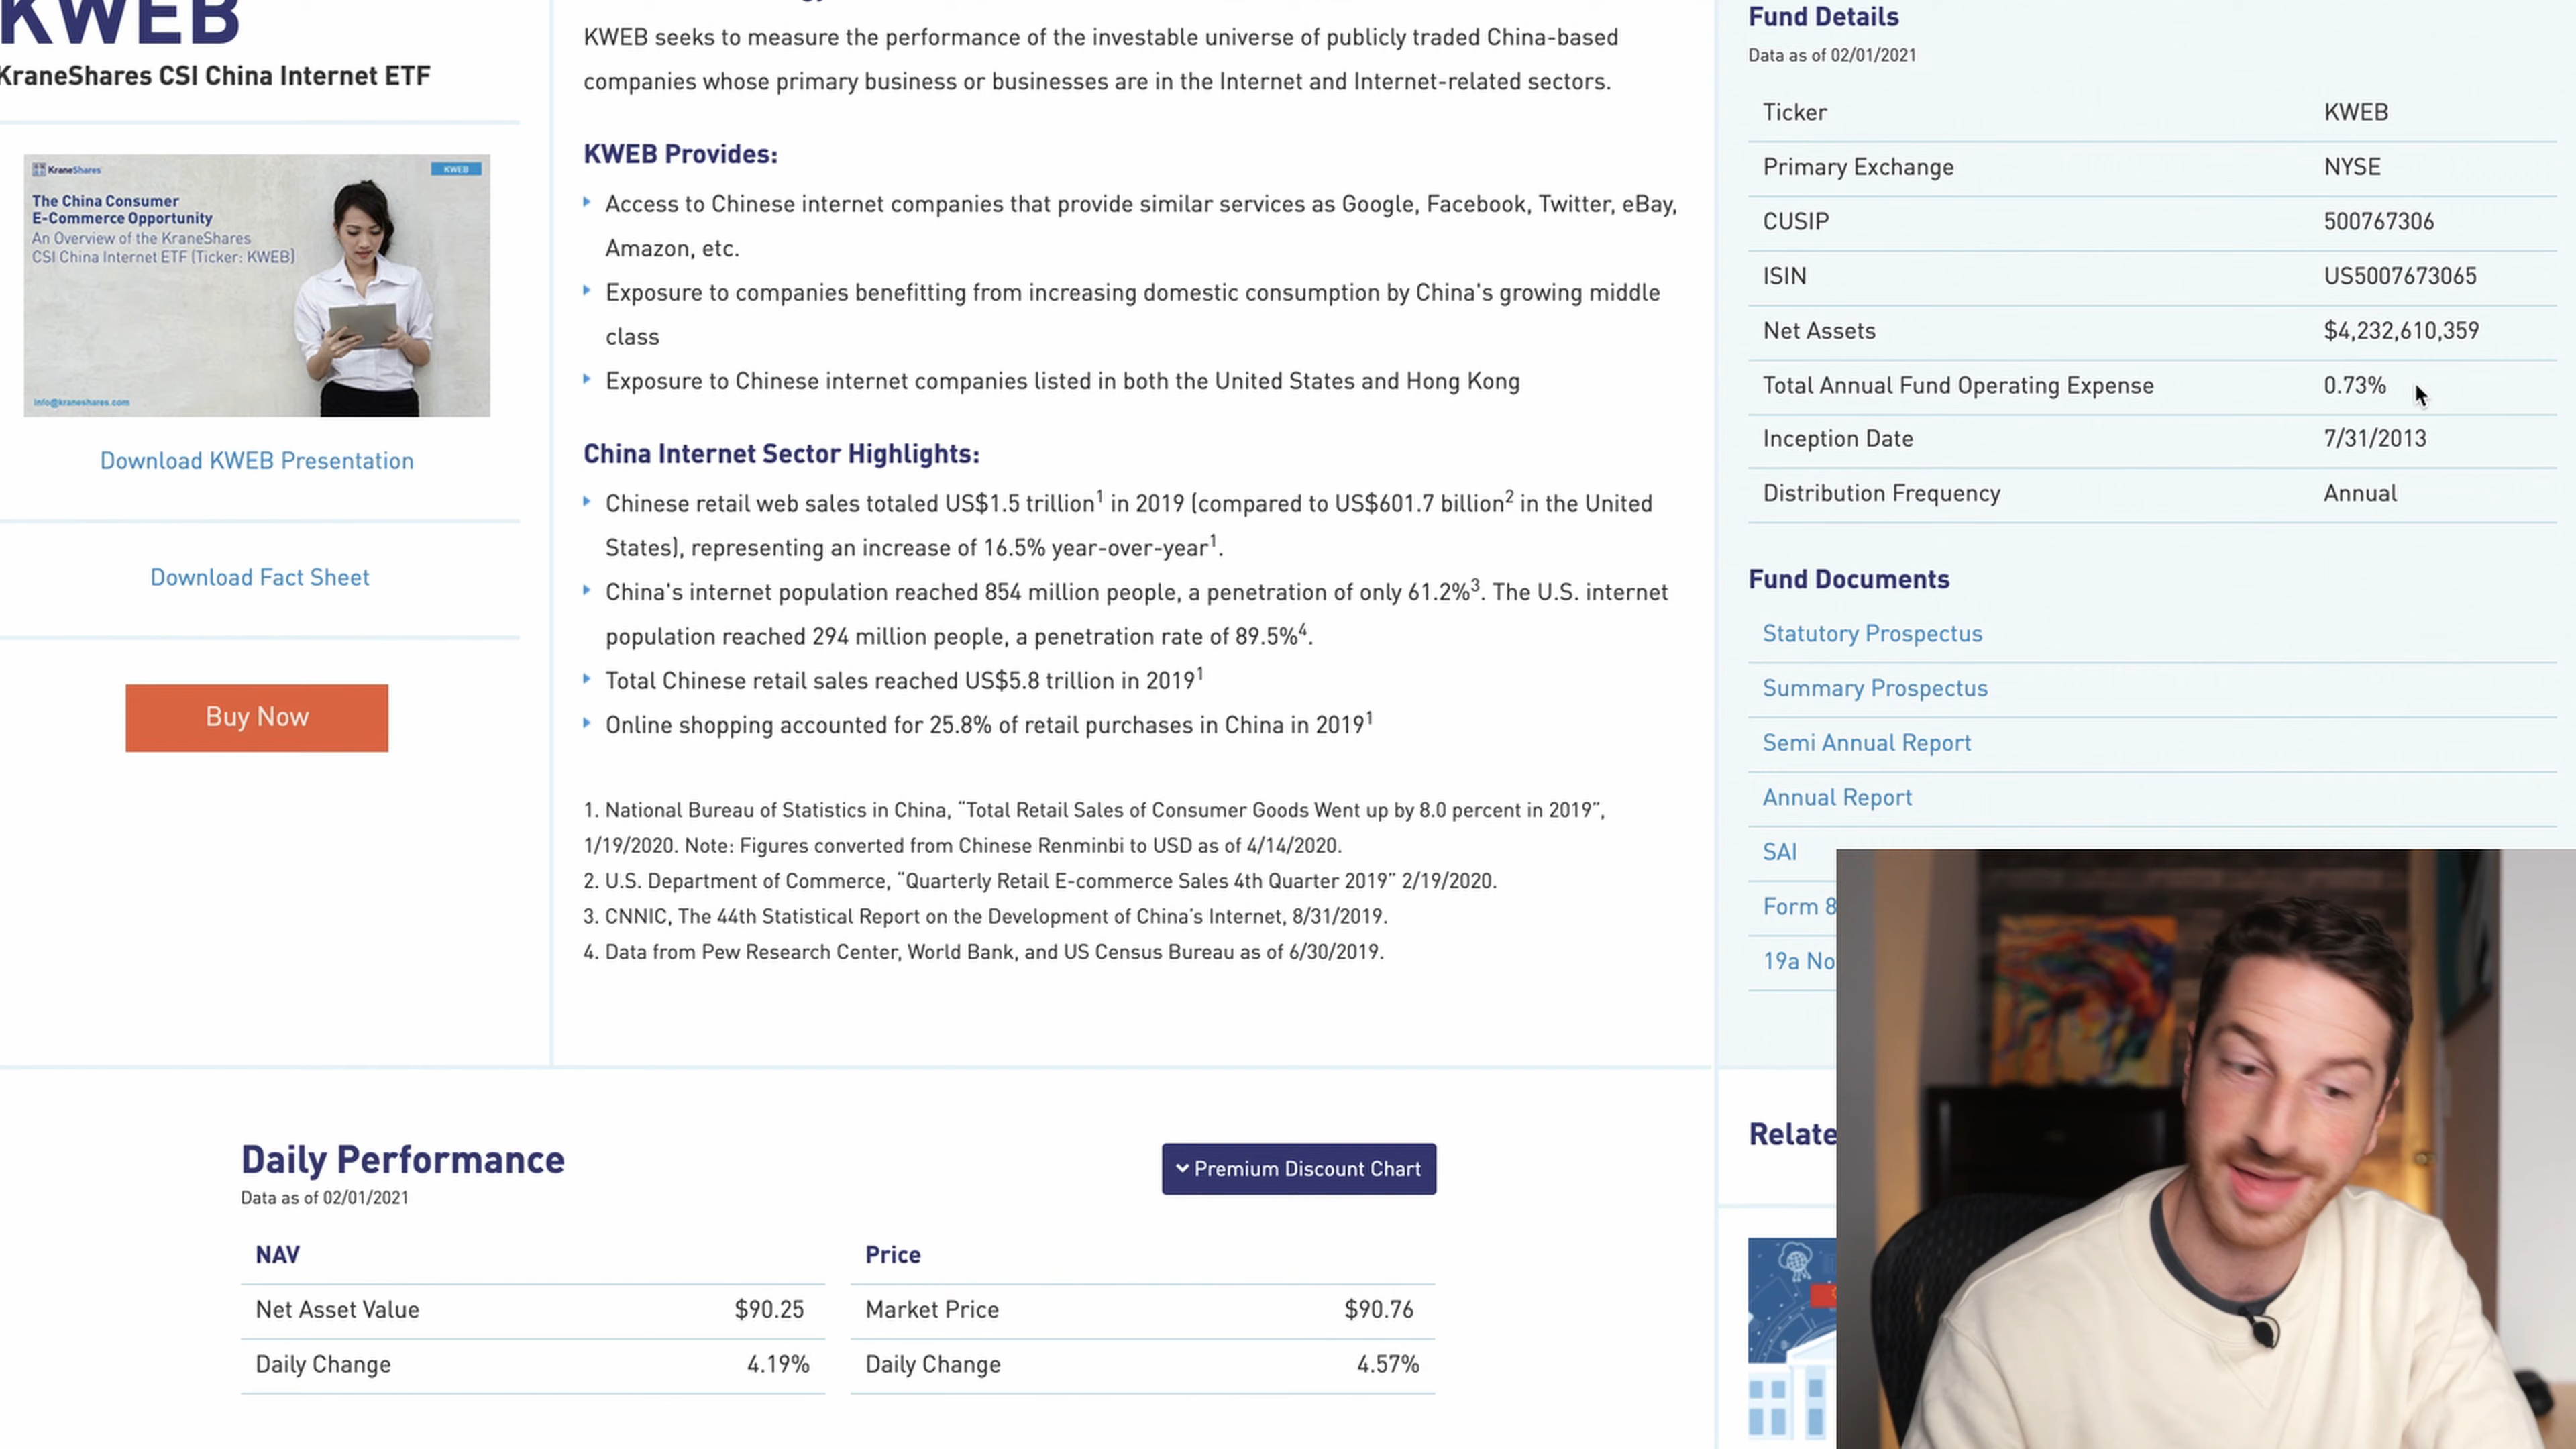 KWEB
KraneShares CSI China Internet ETF
KraneShares
KWEB
The China Consumer
E-Commerce Opportunity
An Overview of the KraneShares
CSI China Internet ETF (Ticker: KWEB)
info@kraneshares.com
Download KWEB Presentation
Download Fact Sheet
Buy Now
KWEB seeks to measure the performance of the investable universe of publicly traded China-based
companies whose primary business or businesses are in the Internet and Internet-related sectors.
KWEB Provides:
Access to Chinese internet companies that provide similar services as Google, Facebook, Twitter, eBay,
Amazon, etc.
Exposure to companies benefitting from increasing domestic consumption by China's growing middle
class
Exposure to Chinese internet companies listed in both the United States and Hong Kong
China Internet Sector Highlights:
Chinese retail web sales totaled US$1.5 trillion¹ in 2019 (compared to US$601.7 billion² in the United
States), representing an increase of 16.5% year-over-year¹.
China's internet population reached 854 million people, a penetration of only 61.2%³. The U.S. internet
population reached 294 million people, a penetration rate of 89.5%⁴.
Total Chinese retail sales reached US$5.8 trillion in 2019¹
Online shopping accounted for 25.8% of retail purchases in China in 2019¹
1. National Bureau of Statistics in China, "Total Retail Sales of Consumer Goods Went up by 8.0 percent in 2019",
1/19/2020. Note: Figures converted from Chinese Renminbi to USD as of 4/14/2020.
2. U.S. Department of Commerce, "Quarterly Retail E-commerce Sales 4th Quarter 2019" 2/19/2020.
3. CNNIC, The 44th Statistical Report on the Development of China's Internet, 8/31/2019.
4. Data from Pew Research Center, World Bank, and US Census Bureau as of 6/30/2019.
Fund Details
Data as of 02/01/2021
Ticker KWEB
Primary Exchange NYSE
CUSIP 500767306
ISIN US5007673065
Net Assets $4,232,610,359
Total Annual Fund Operating Expense 0.73%
Inception Date 7/31/2013
Distribution Frequency Annual
Fund Documents
Statutory Prospectus
Summary Prospectus
Semi Annual Report
Annual Report
SAI
Form 8
19a No
Relate
Daily Performance
Data as of 02/01/2021
Premium Discount Chart
NAV Price
Net Asset Value $90.25 Market Price $90.76
Daily Change 4.19% Daily Change 4.57%